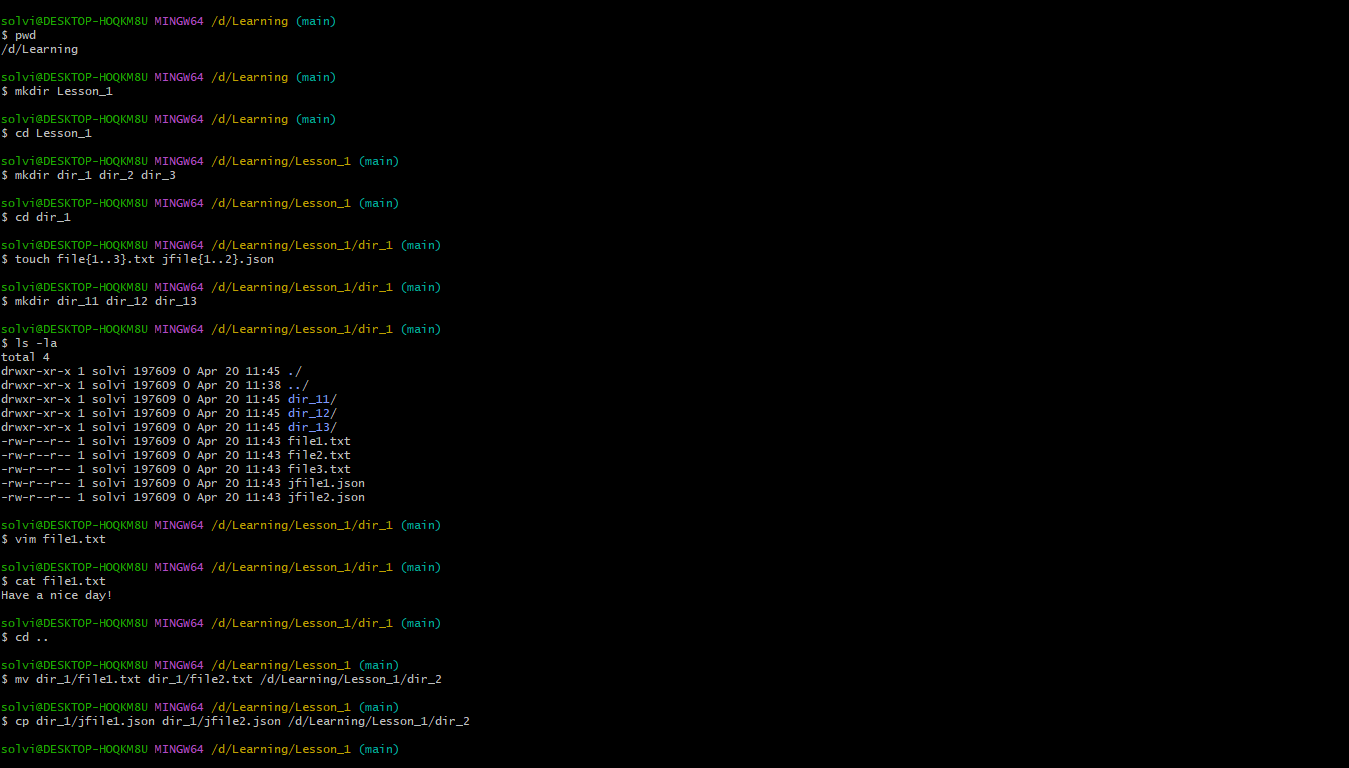 solvi@DESKTOP-HOQKM8U MINGW64 /d/Learning (main)
$ pwd
/d/Learning
solvi@DESKTOP-HOQKM8U MINGW64 /d/Learning (main)
$ mkdir Lesson_1
solvi@DESKTOP-HOQKM8U MINGW64 /d/Learning (main)
$ cd Lesson_1
solvi@DESKTOP-HOQKM8U MINGW64 /d/Learning/Lesson_1 (main)
$ mkdir dir_1 dir_2 dir_3
solvi@DESKTOP-HOQKM8U MINGW64 /d/Learning/Lesson_1 (main)
$ cd dir_1
solvi@DESKTOP-HOQKM8U MINGW64 /d/Learning/Lesson_1/dir_1 (main)
$ touch file{1..3}.txt jfile{1..2}.json
solvi@DESKTOP-HOQKM8U MINGW64 /d/Learning/Lesson_1/dir_1 (main)
$ mkdir dir_11 dir_12 dir_13
solvi@DESKTOP-HOQKM8U MINGW64 /d/Learning/Lesson_1/dir_1 (main)
$ ls -la
total 4
drwxr-xr-x 1 solvi 197609 0 Apr 20 11:45 ./
drwxr-xr-x 1 solvi 197609 0 Apr 20 11:38 ../
drwxr-xr-x 1 solvi 197609 0 Apr 20 11:45 dir_11/
drwxr-xr-x 1 solvi 197609 0 Apr 20 11:45 dir_12/
drwxr-xr-x 1 solvi 197609 0 Apr 20 11:45 dir_13/
-rw-r--r-- 1 solvi 197609 0 Apr 20 11:43 file1.txt
-rw-r--r-- 1 solvi 197609 0 Apr 20 11:43 file2.txt
-rw-r--r-- 1 solvi 197609 0 Apr 20 11:43 file3.txt
-rw-r--r-- 1 solvi 197609 0 Apr 20 11:43 jfile1.json
-rw-r--r-- 1 solvi 197609 0 Apr 20 11:43 jfile2.json
solvi@DESKTOP-HOQKM8U MINGW64 /d/Learning/Lesson_1/dir_1 (main)
$ vim file1.txt
solvi@DESKTOP-HOQKM8U MINGW64 /d/Learning/Lesson_1/dir_1 (main)
$ cat file1.txt
Have a nice day!
solvi@DESKTOP-HOQKM8U MINGW64 /d/Learning/Lesson_1/dir_1 (main)
$ cd ..
solvi@DESKTOP-HOQKM8U MINGW64 /d/Learning/Lesson_1 (main)
$ mv dir_1/file1.txt dir_1/file2.txt /d/Learning/Lesson_1/dir_2
solvi@DESKTOP-HOQKM8U MINGW64 /d/Learning/Lesson_1 (main)
$ cp dir_1/jfile1.json dir_1/jfile2.json /d/Learning/Lesson_1/dir_2
solvi@DESKTOP-HOQKM8U MINGW64 /d/Learning/Lesson_1 (main)